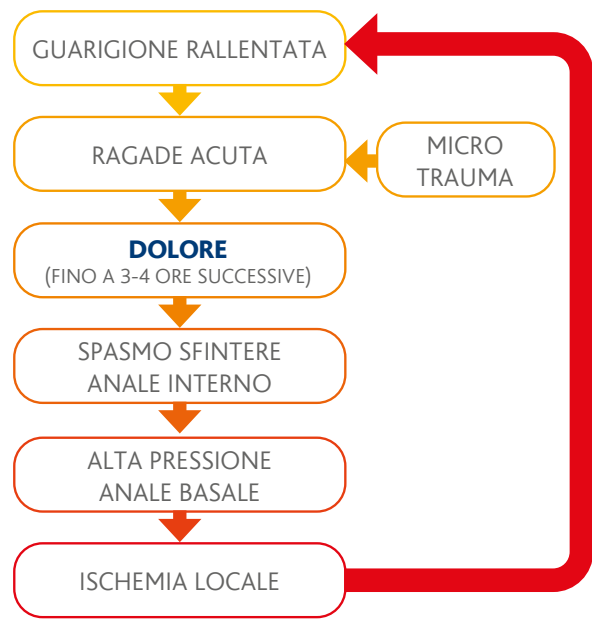 GUARIGIONE RALLENTATA
RAGADE ACUTA
MICRO
TRAUMA
DOLORE
(FINO A 3-4 ORE SUCCESSIVE)
SPASMO SFINTERE
ANALE INTERNO
ALTA PRESSIONE
ANALE BASALE
ISCHEMIA LOCALE